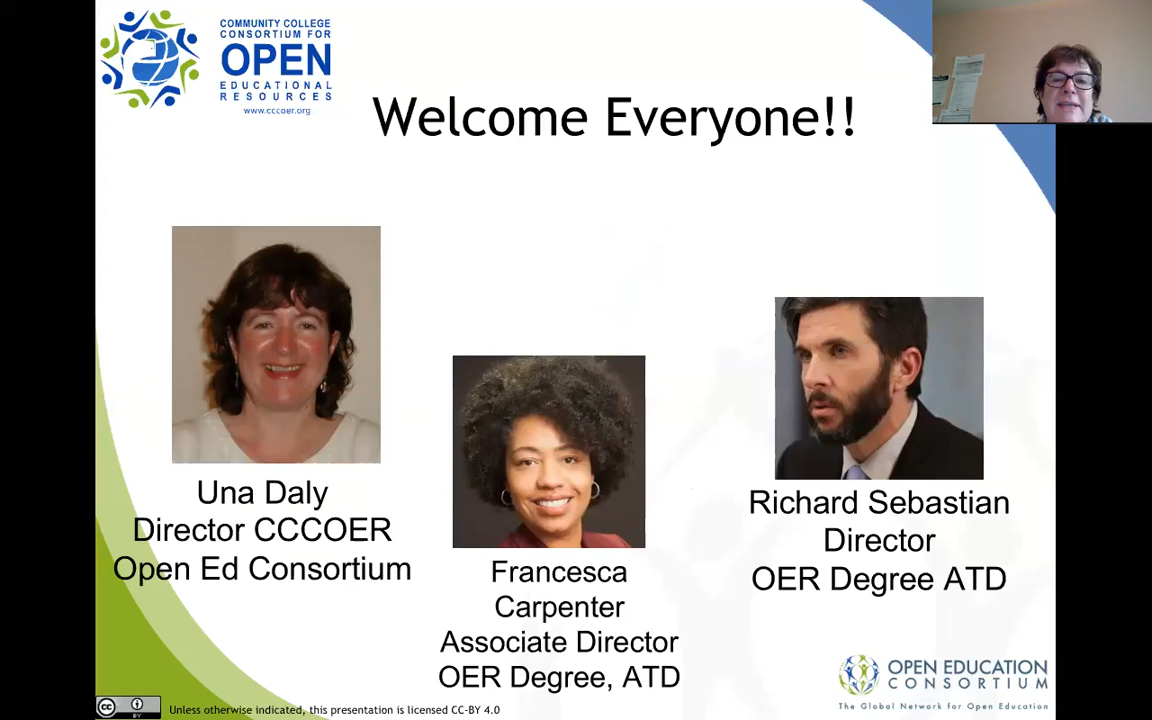 COMMUNITY COLLEGE
CONSORTIUM FOR
OPEN
EDUCATIONAL
RESOURCES
www.cccoer.org
Welcome Everyone!!
Una Daly
Director CCCOER
Open Ed Consortium
Francesca
Carpenter
Associate Director
OER Degree, ATD
Richard Sebastian
Director
OER Degree ATD
OPEN EDUCATION
CONSORTIUM
The Global Network for Open Education
cc
BY
Unless otherwise indicated, this presentation is licensed CC-BY 4.0